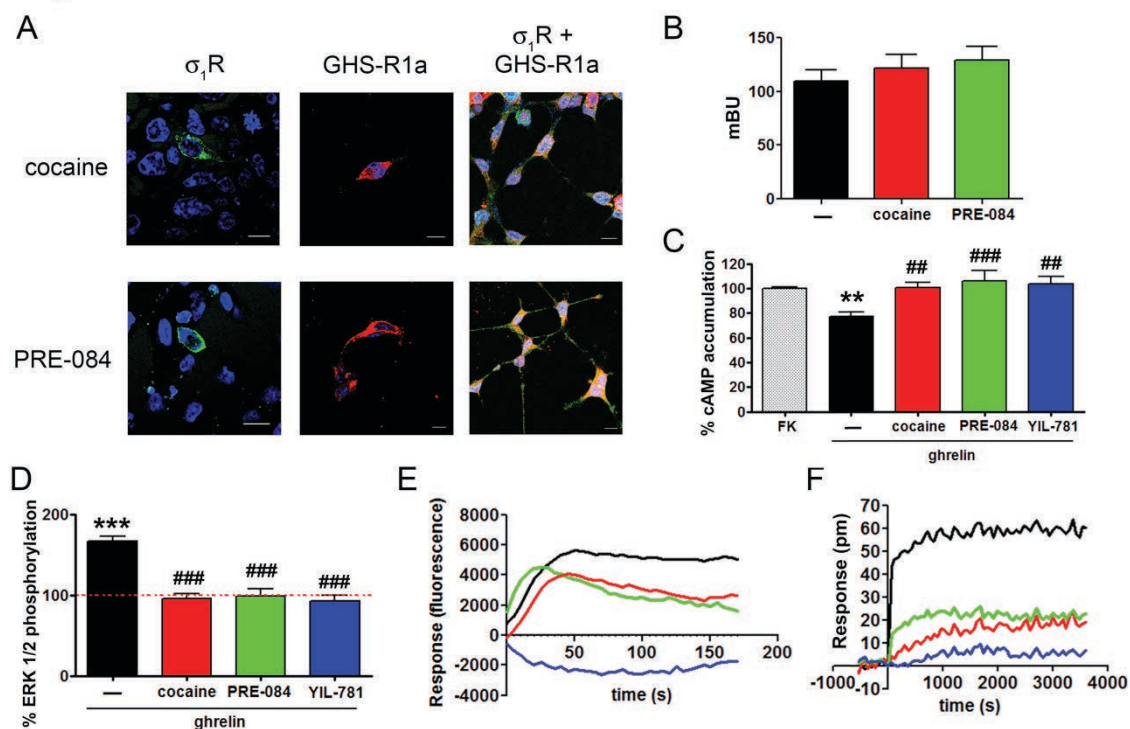 A
σ₁R
GHS-R1a
σ₁R +
GHS-R1a
cocaine
PRE-084
B
mBU
150
100
50
0
— cocaine PRE-084
C
% cAMP accumulation
120
100
80
60
40
20
0
** ## ### ##
FK — cocaine PRE-084 YIL-781
ghrelin
D
% ERK 1/2 phosphorylation
200
100
0
*** ### ### ###
— cocaine PRE-084 YIL-781
ghrelin
E
Response (fluorescence)
8000
6000
4000
2000
0
-2000
-4000
50 100 150 200
time (s)
F
Response (pm)
70
60
50
40
30
20
10
-10
-1000 0 1000 2000 3000 4000
time (s)